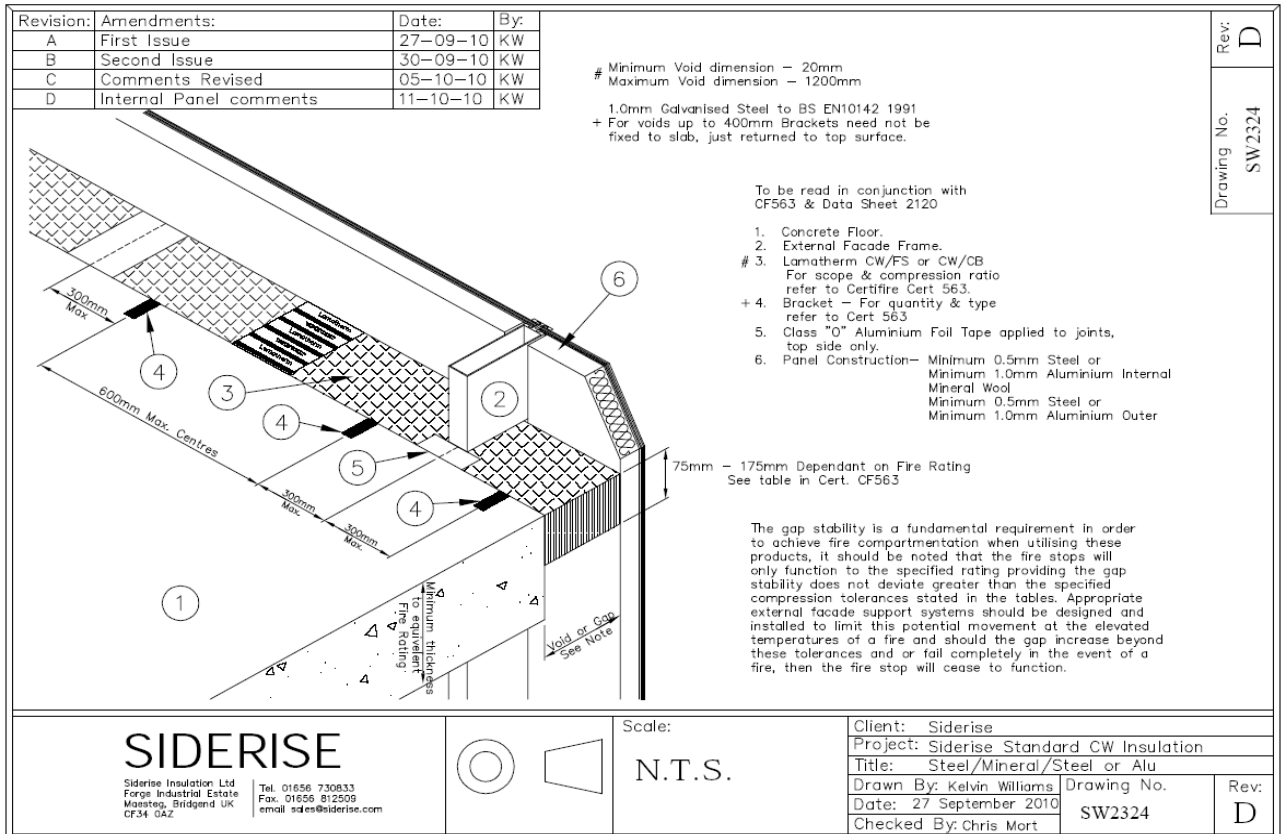 Revision: Amendments: Date: By:
A First Issue 27-09-10 KW
B Second Issue 30-09-10 KW
C Comments Revised 05-10-10 KW
D Internal Panel comments 11-10-10 KW
# Minimum Void dimension - 20mm
Maximum Void dimension - 1200mm
1.0mm Galvanised Steel to BS EN10142 1991
+ For voids up to 400mm Brackets need not be
fixed to slab, just returned to top surface.
Rev: D
Drawing No. SW2324
To be read in conjunction with
CF563 & Data Sheet 2120
1. Concrete Floor.
2. External Facade Frame.
# 3. Lamatherm CW/FS or CW/CB
For scope & compression ratio
refer to Certifire Cert 563.
+ 4. Bracket - For quantity & type
refer to Cert 563
5. Class "O" Aluminium Foil Tape applied to joints,
top side only.
6. Panel Construction- Minimum 0.5mm Steel or
Minimum 1.0mm Aluminium Internal
Mineral Wool
Minimum 0.5mm Steel or
Minimum 1.0mm Aluminium Outer
6
300mm
Max.
4
Lamatherm
Lamatherm
Lamatherm
3
2
600mm Max. Centres
4
5
300mm
Max.
4
300mm
Max.
75mm - 175mm Dependant on Fire Rating
See table in Cert. CF563
1
Minimum thickness
to equivelent
Fire Rating
Void or Gap
See Note
The gap stability is a fundamental requirement in order
to achieve fire compartmentation when utilising these
products, it should be noted that the fire stops will
only function to the specified rating providing the gap
stability does not deviate greater than the specified
compression tolerances stated in the tables. Appropriate
external facade support systems should be designed and
installed to limit this potential movement at the elevated
temperatures of a fire and should the gap increase beyond
these tolerances and or fail completely in the event of a
fire, then the fire stop will cease to function.
SIDERISE
Siderise Insulation Ltd
Forge Industrial Estate
Maesteg, Bridgend UK
CF34 0AZ
Tel. 01656 730833
Fax. 01656 812509
email sales@siderise.com
Scale:
N.T.S.
Client: Siderise
Project: Siderise Standard CW Insulation
Title: Steel/Mineral/Steel or Alu
Drawn By: Kelvin Williams
Date: 27 September 2010
Checked By: Chris Mort
Drawing No.
SW2324
Rev:
D